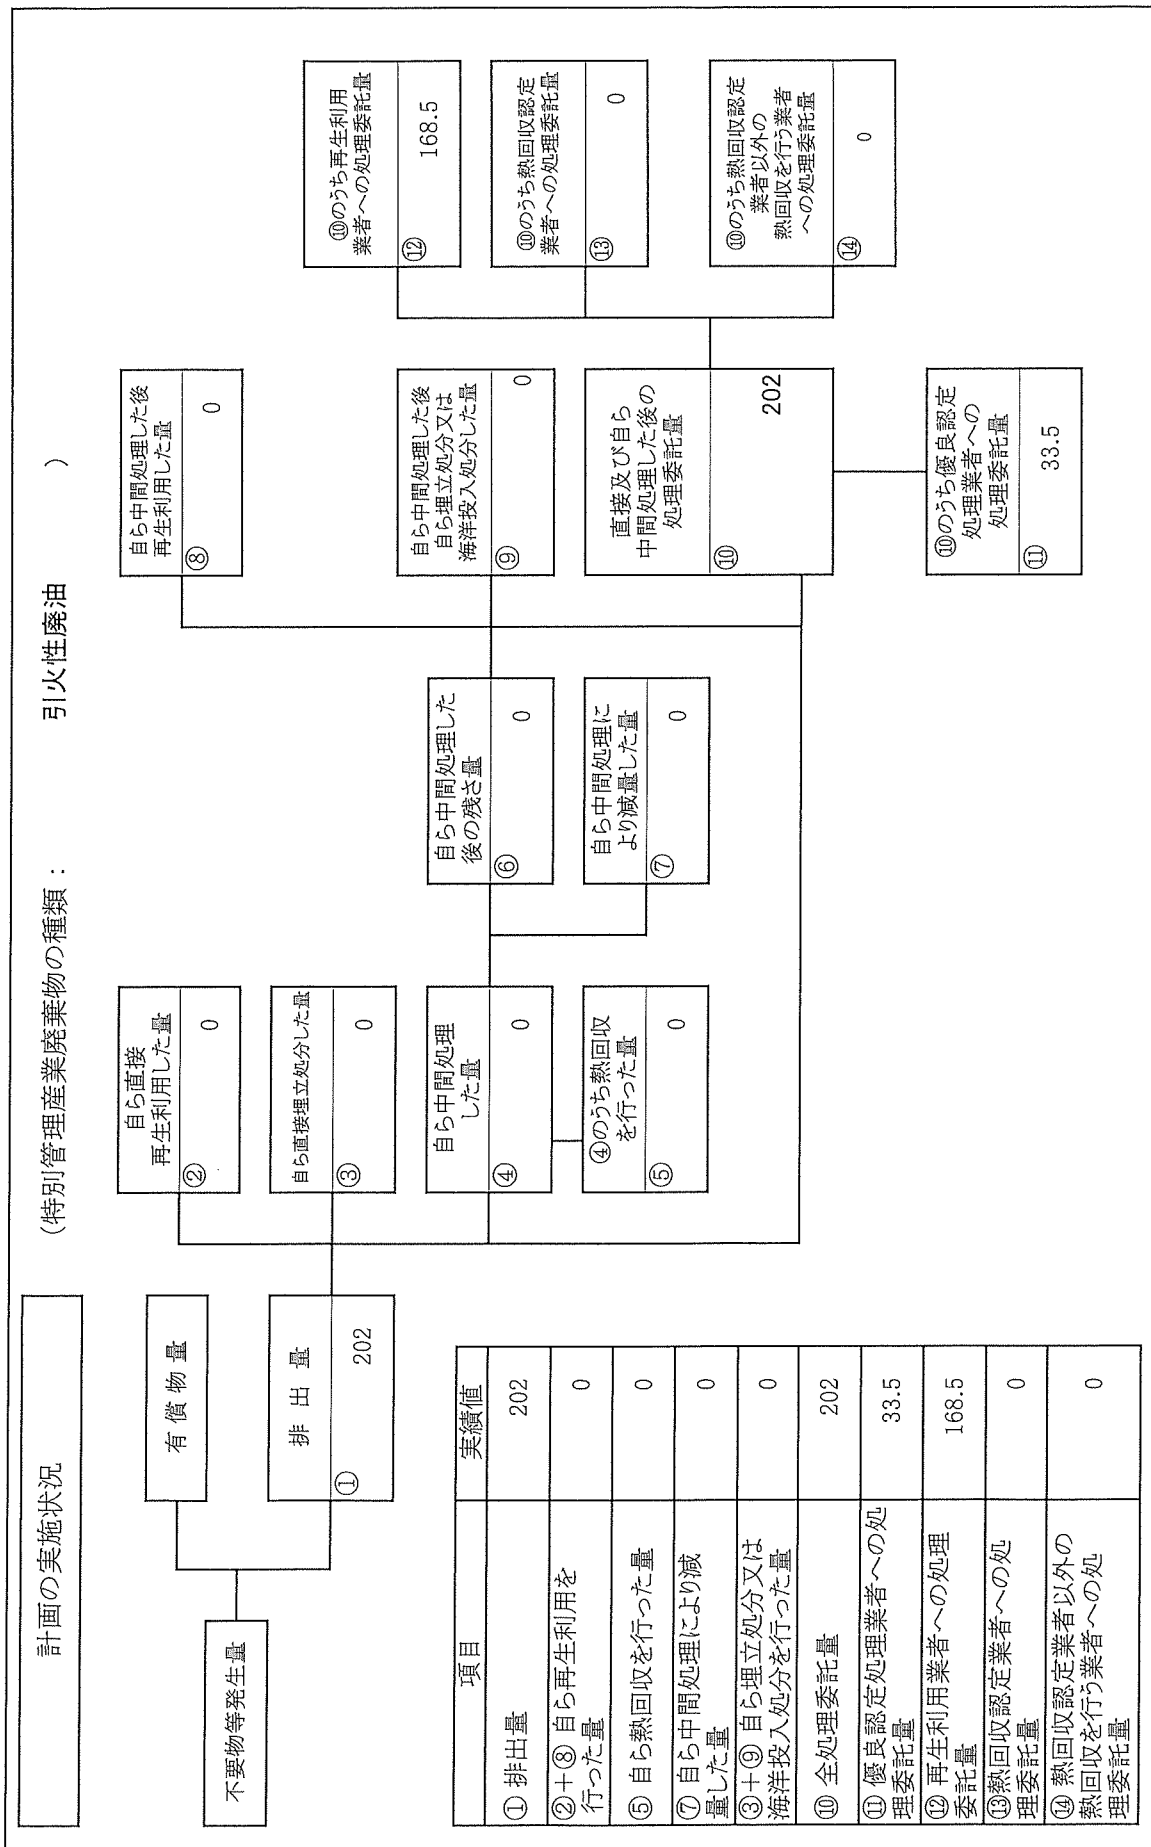 計画の実施状況
(特別管理産業廃棄物の種類：　引火性廃油　)
不要物等発生量
有 償 物 量
排 出 量
①
202
自ら直接
再生利用した量
②
0
自ら直接埋立処分した量
③
0
自ら中間処理
した量
④
0
④のうち熱回収
を行った量
⑤
0
自ら中間処理した
後の残さ量
⑥
0
自ら中間処理に
より減量した量
⑦
0
自ら中間処理した後
再生利用した量
⑧
0
自ら中間処理した後
自ら埋立処分又は
海洋投入処分した量
⑨
0
直接及び自ら
中間処理した後の
処理委託量
⑩
202
⑩のうち優良認定
処理業者への
処理委託量
⑪
33.5
⑩のうち再生利用
業者への処理委託量
⑫
168.5
⑩のうち熱回収認定
業者への処理委託量
⑬
0
⑩のうち熱回収認定
業者以外の
熱回収を行う業者
への処理委託量
⑭
0
項目 実績値
① 排出量 202
②+⑧ 自ら再生利用を
行った量 0
⑤ 自ら熱回収を行った量 0
⑦ 自ら中間処理により減
量した量 0
③+⑨ 自ら埋立処分又は
海洋投入処分を行った量 0
⑩ 全処理委託量 202
⑪ 優良認定処理業者への処
理委託量 33.5
⑫ 再生利用業者への処理
委託量 168.5
⑬熱回収認定業者への処
理委託量 0
⑭ 熱回収認定業者以外の
熱回収を行う業者への処
理委託量 0